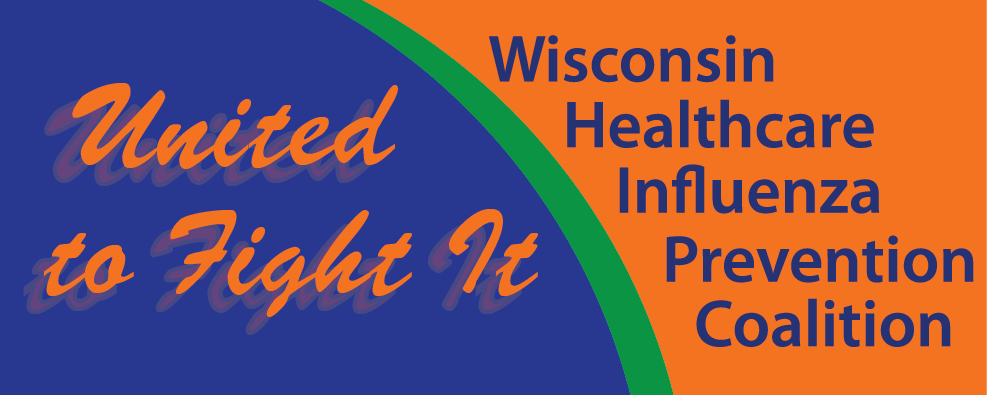 United
to Fight It
Wisconsin
Healthcare
Influenza
Prevention
Coalition